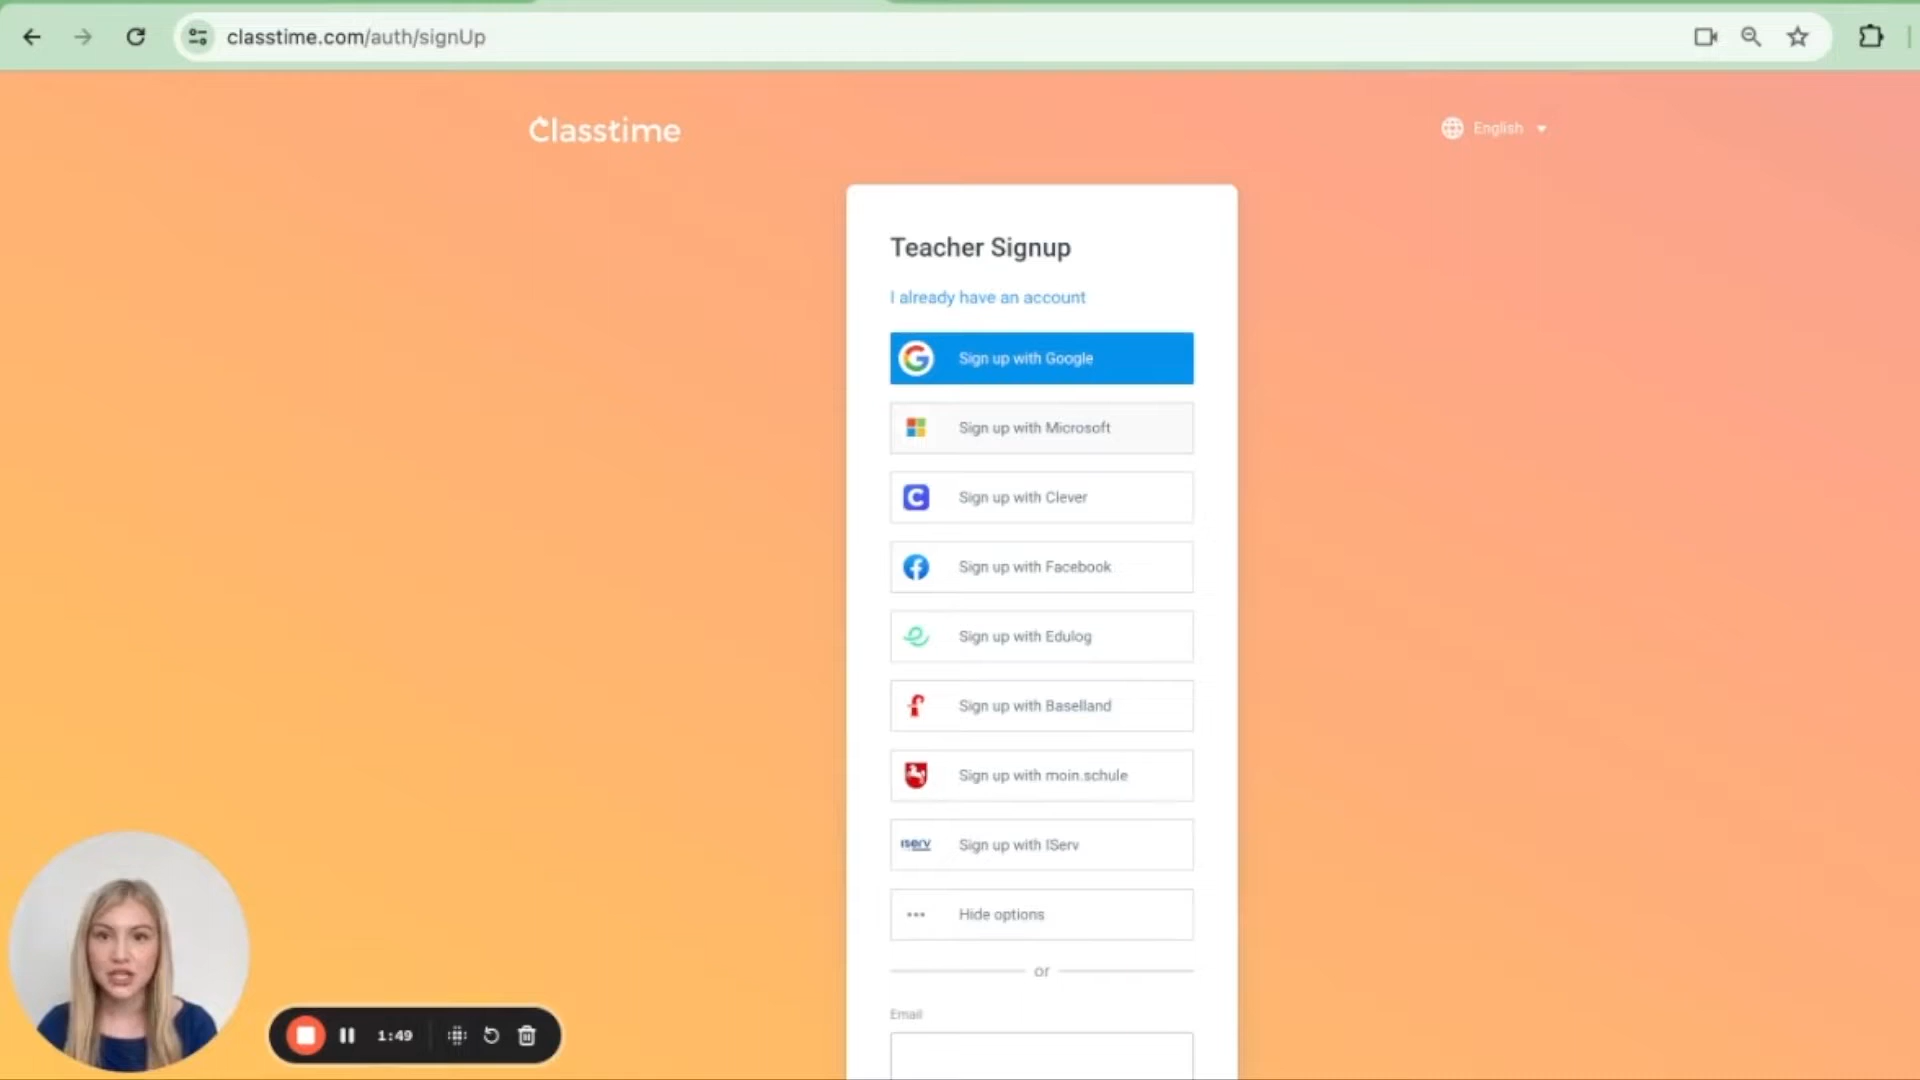 classtime.com/auth/signUp
Classtime
English
Teacher Signup
I already have an account
Sign up with Google
Sign up with Microsoft
Sign up with Clever
Sign up with Facebook
Sign up with Edulog
Sign up with Baselland
Sign up with moin.schule
iserv
Sign up with IServ
Hide options
or
Email
1:49